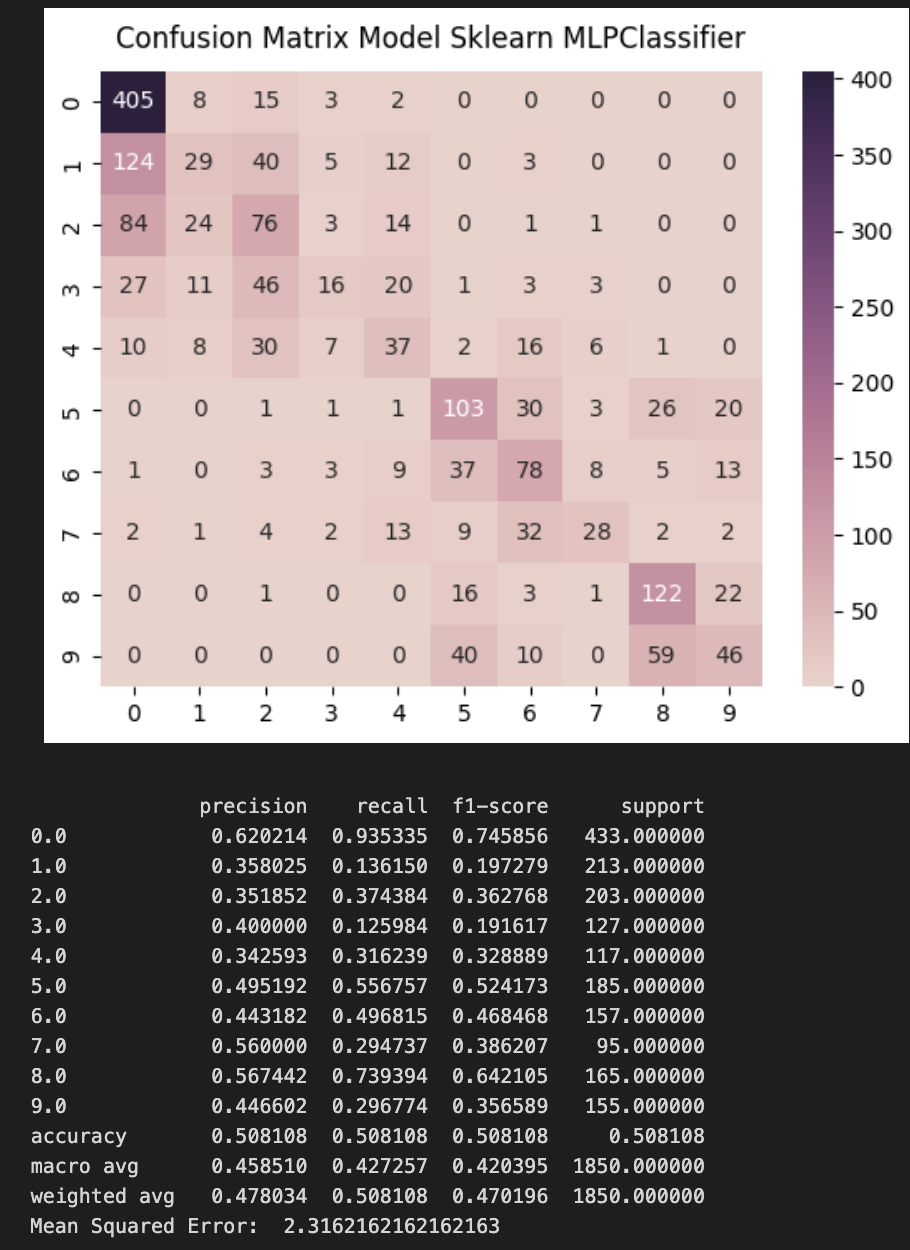 Confusion Matrix Model Sklearn MLPClassifier
0 405 8 15 3 2 0 0 0 0 0
1 124 29 40 5 12 0 3 0 0 0
2 84 24 76 3 14 0 1 1 0 0
3 27 11 46 16 20 1 3 3 0 0
4 10 8 30 7 37 2 16 6 1 0
5 0 0 1 1 1 103 30 3 26 20
6 1 0 3 3 9 37 78 8 5 13
7 2 1 4 2 13 9 32 28 2 2
8 0 0 1 0 0 16 3 1 122 22
9 0 0 0 0 0 40 10 0 59 46
0 1 2 3 4 5 6 7 8 9
400
350
300
250
200
150
100
50
0
precision recall f1-score support
0.0 0.620214 0.935335 0.745856 433.000000
1.0 0.358025 0.136150 0.197279 213.000000
2.0 0.351852 0.374384 0.362768 203.000000
3.0 0.400000 0.125984 0.191617 127.000000
4.0 0.342593 0.316239 0.328889 117.000000
5.0 0.495192 0.556757 0.524173 185.000000
6.0 0.443182 0.496815 0.468468 157.000000
7.0 0.560000 0.294737 0.386207 95.000000
8.0 0.567442 0.739394 0.642105 165.000000
9.0 0.446602 0.296774 0.356589 155.000000
accuracy 0.508108 0.508108 0.508108 0.508108
macro avg 0.458510 0.427257 0.420395 1850.000000
weighted avg 0.478034 0.508108 0.470196 1850.000000
Mean Squared Error: 2.3162162162162163